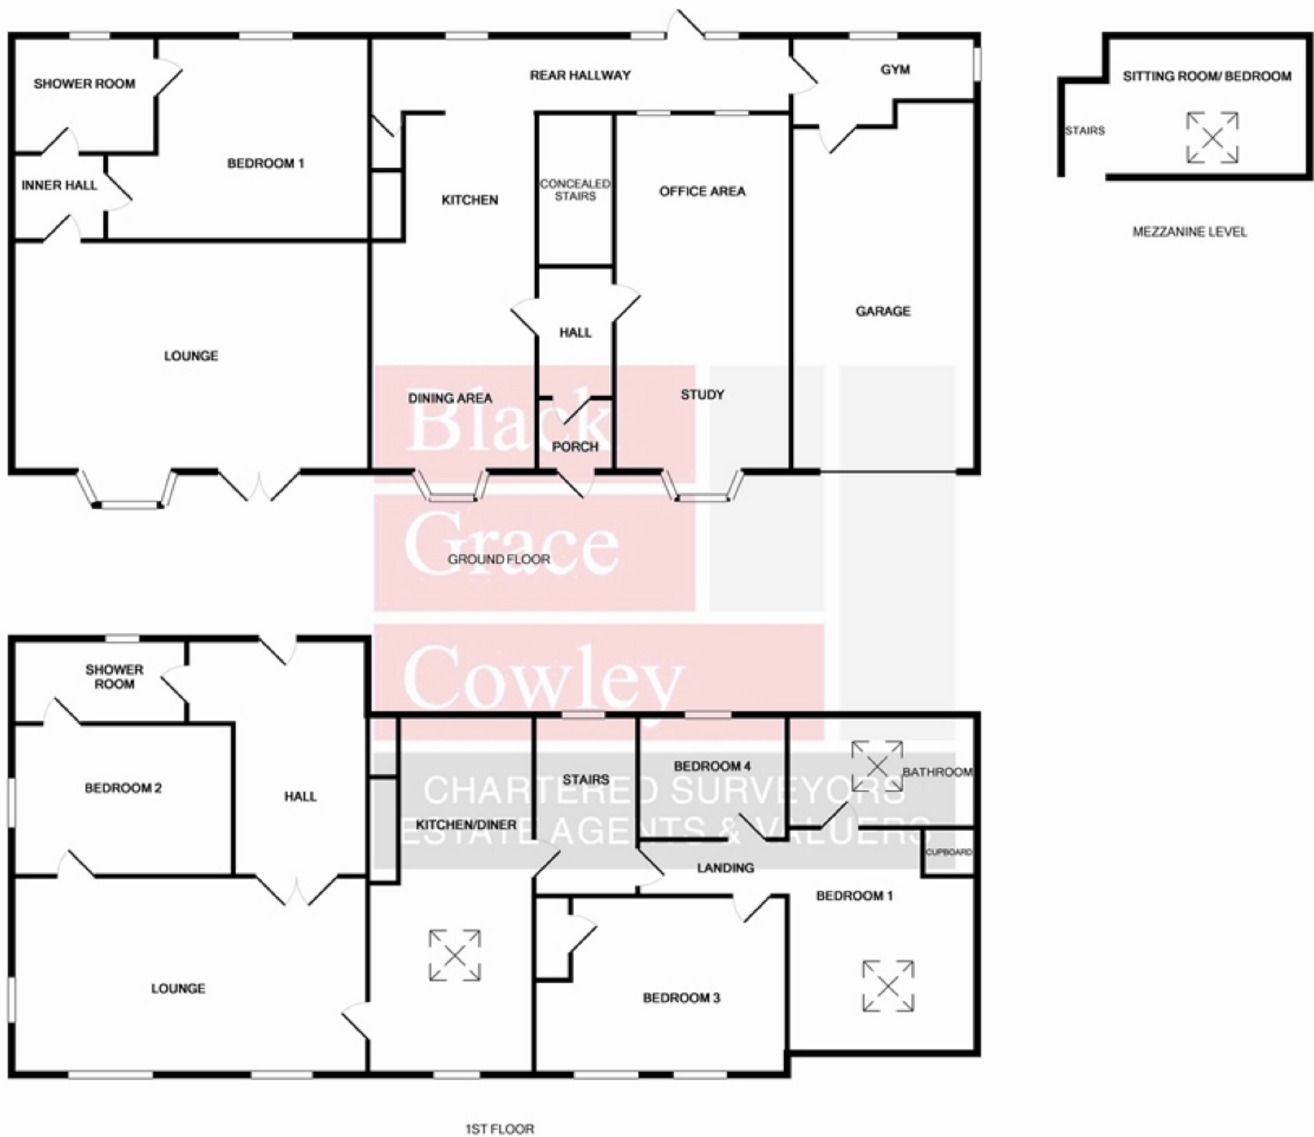 SHOWER ROOM
REAR HALLWAY
GYM
SITTING ROOM/ BEDROOM
STAIRS
BEDROOM 1
INNER HALL
CONCEALED
STAIRS
OFFICE AREA
KITCHEN
MEZZANINE LEVEL
GARAGE
HALL
LOUNGE
DINING AREA
STUDY
Black
PORCH
Grace
GROUND FLOOR
Cowley
SHOWER
ROOM
BEDROOM 2
HALL
STAIRS
BEDROOM 4
BATHROOM
CHARTERED SURVEYORS
KITCHEN/DINER
ESTATE AGENTS & VALUERS
CUPBOARD
LANDING
BEDROOM 1
LOUNGE
BEDROOM 3
1ST FLOOR